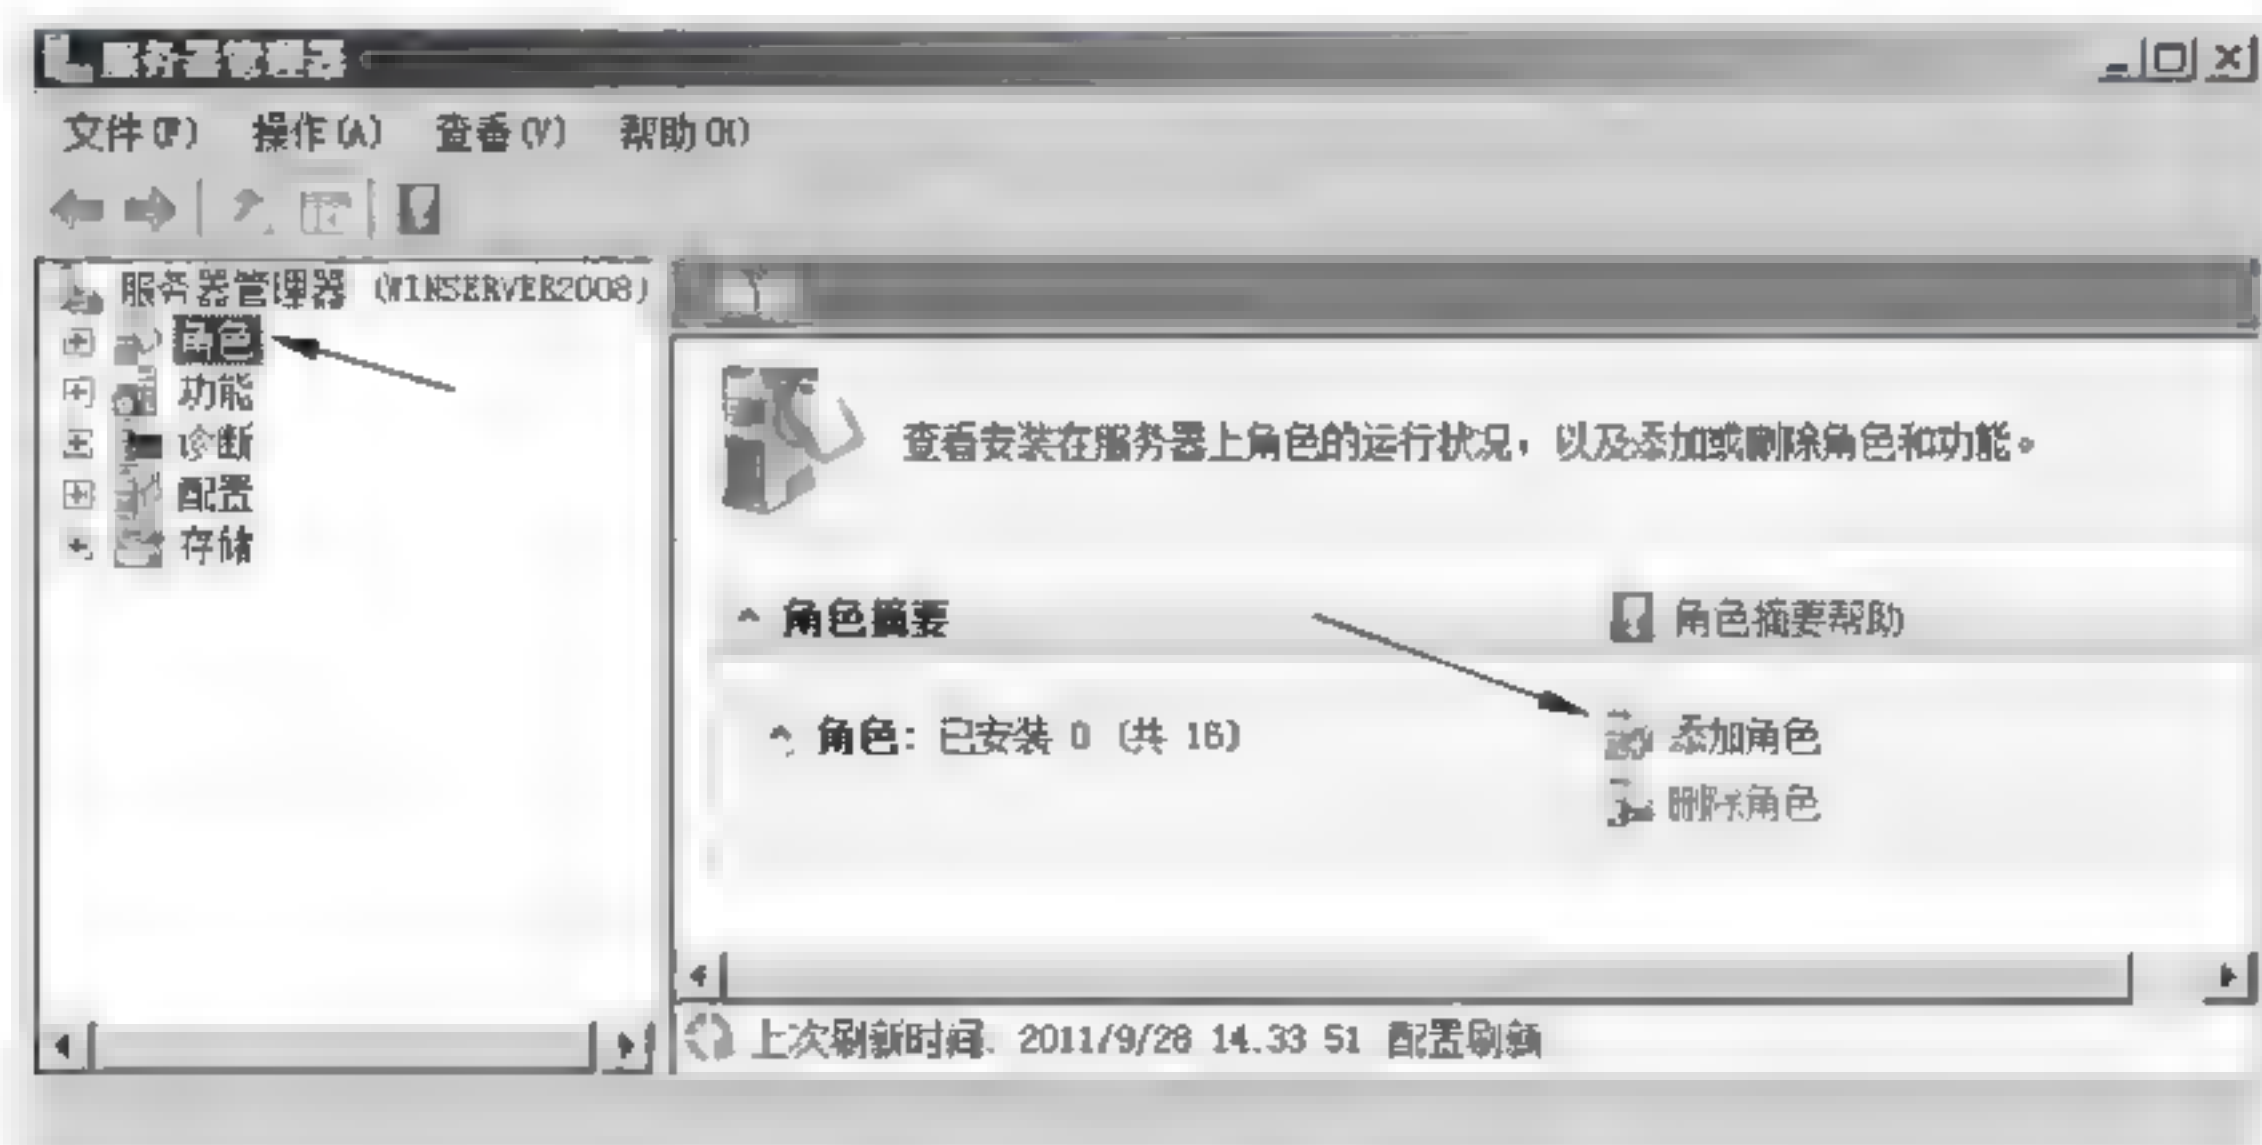 服务器管理器
文件(F) 操作(A) 查看(V) 帮助(H)
服务器管理器 (WINSERVER2008)
角色
功能
诊断
配置
存储
查看安装在服务器上角色的运行状况，以及添加或删除角色和功能。
角色摘要
角色摘要帮助
角色: 已安装 0 (共 16)
添加角色
删除角色
上次刷新时间: 2011/9/28 14:33:51 配置刷新